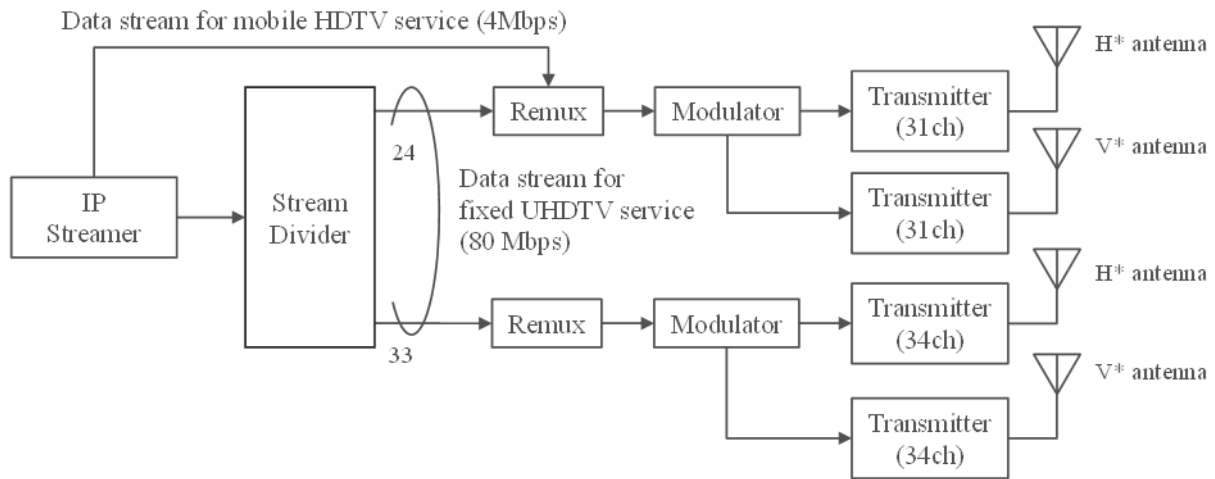 Data stream for mobile HDTV service (4Mbps)
IP
Streamer
Stream
Divider
24
33
Data stream for
fixed UHDTV service
(80 Mbps)
Remux
Modulator
Transmitter
(31ch)
H* antenna
Transmitter
(31ch)
V* antenna
Remux
Modulator
Transmitter
(34ch)
H* antenna
Transmitter
(34ch)
V* antenna